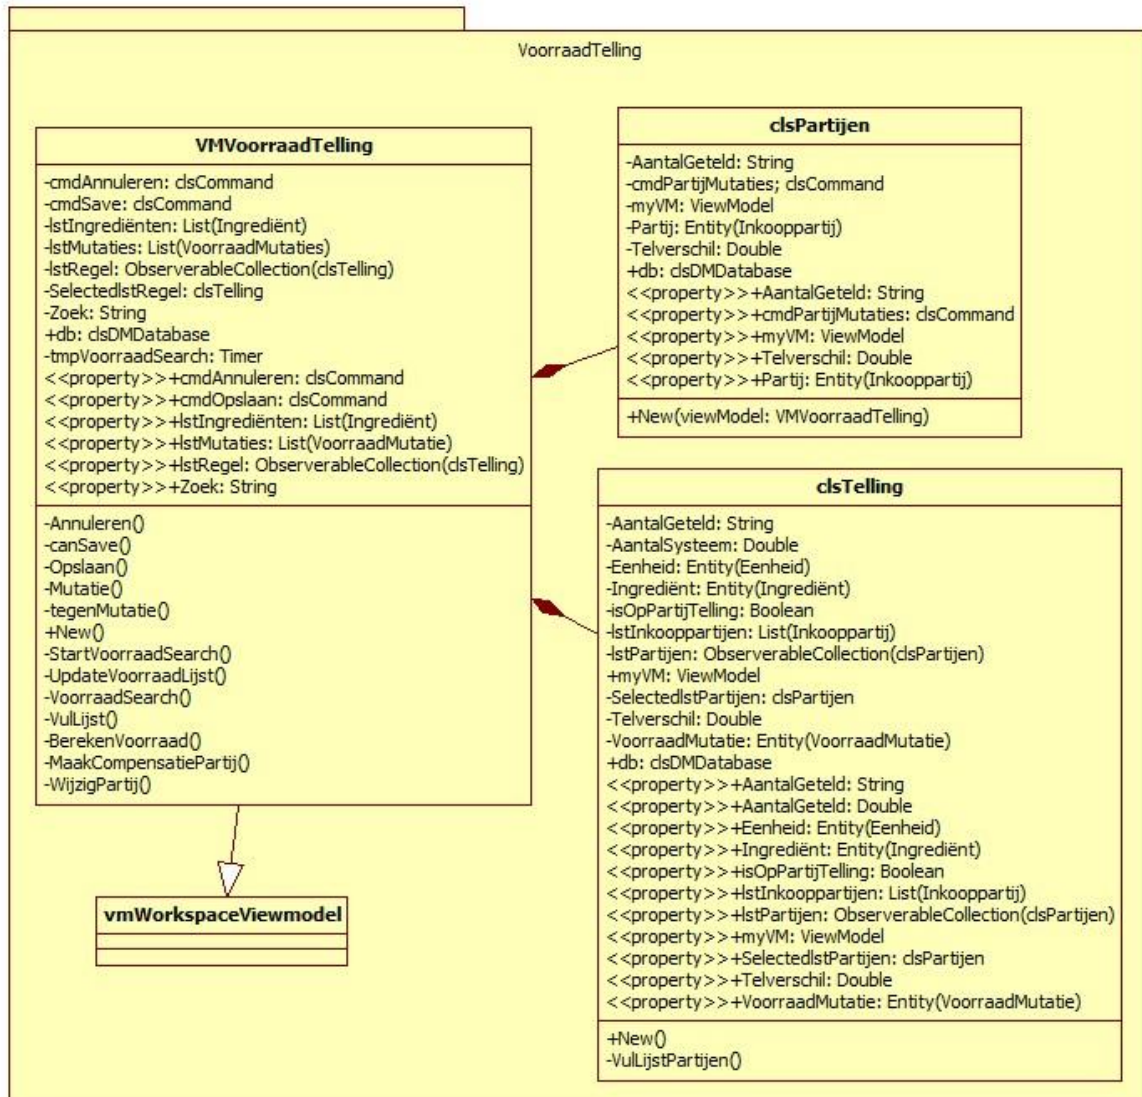 VoorraadTelling
VMVoorraadTelling
-cmdAnnuleren: clsCommand
-cmdSave: clsCommand
-lstIngrediënten: List(Ingrediënt)
-lstMutaties: List(VoorraadMutaties)
-lstRegel: ObserverableCollection(clsTelling)
-SelectedlstRegel: clsTelling
-Zoek: String
+db: clsDMDatabase
-tmpVoorraadSearch: Timer
<<property>>+cmdAnnuleren: clsCommand
<<property>>+cmdOpslaan: clsCommand
<<property>>+lstIngrediënten: List(Ingrediënt)
<<property>>+lstMutaties: List(VoorraadMutatie)
<<property>>+lstRegel: ObserverableCollection(clsTelling)
<<property>>+Zoek: String
-Annuleren()
-canSave()
-Opslaan()
-Mutatie()
-tegenMutatie()
+New()
-StartVoorraadSearch()
-UpdateVoorraadLijst()
-VoorraadSearch()
-VulLijst()
-BerekenVoorraad()
-MaakCompensatiePartij()
-WijzigPartij()
vmWorkspaceViewmodel
clsPartijen
-AantalGeteld: String
-cmdPartijMutaties; clsCommand
-myVM: ViewModel
-Partij: Entity(Inkooppartij)
-Telverschil: Double
+db: clsDMDatabase
<<property>>+AantalGeteld: String
<<property>>+cmdPartijMutaties: clsCommand
<<property>>+myVM: ViewModel
<<property>>+Telverschil: Double
<<property>>+Partij: Entity(Inkooppartij)
+New(viewModel: VMVoorraadTelling)
clsTelling
-AantalGeteld: String
-AantalSysteem: Double
-Eenheid: Entity(Eenheid)
-Ingrediënt: Entity(Ingrediënt)
-isOpPartijTelling: Boolean
-lstInkooppartijen: List(Inkooppartij)
-lstPartijen: ObserverableCollection(clsPartijen)
+myVM: ViewModel
-SelectedlstPartijen: clsPartijen
-Telverschil: Double
-VoorraadMutatie: Entity(VoorraadMutatie)
+db: clsDMDatabase
<<property>>+AantalGeteld: String
<<property>>+AantalGeteld: Double
<<property>>+Eenheid: Entity(Eenheid)
<<property>>+Ingrediënt: Entity(Ingrediënt)
<<property>>+isOpPartijTelling: Boolean
<<property>>+lstInkooppartijen: List(Inkooppartij)
<<property>>+lstPartijen: ObserverableCollection(clsPartijen)
<<property>>+myVM: ViewModel
<<property>>+SelectedlstPartijen: clsPartijen
<<property>>+Telverschil: Double
<<property>>+VoorraadMutatie: Entity(VoorraadMutatie)
+New()
-VulLijstPartijen()